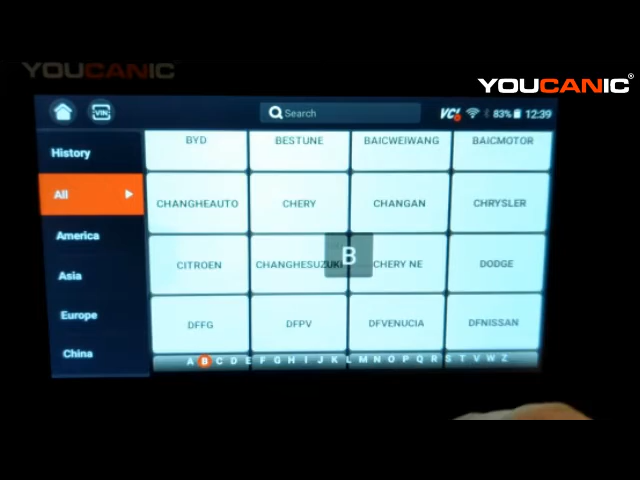 YOUCANIC
YOUCANIC®
VIN
Search
VCI
83%
12:39
History
All
America
Asia
Europe
China
BYD
BESTUNE
BAICWEIWANG
BAICMOTOR
CHANGHEAUTO
CHERY
CHANGAN
CHRYSLER
CITROEN
CHANGHESUZUKI
CHERY NE
DODGE
B
DFFG
DFPV
DFVENUCIA
DFNISSAN
A B C D E F G H I J K L M N O P Q R S T V W Z